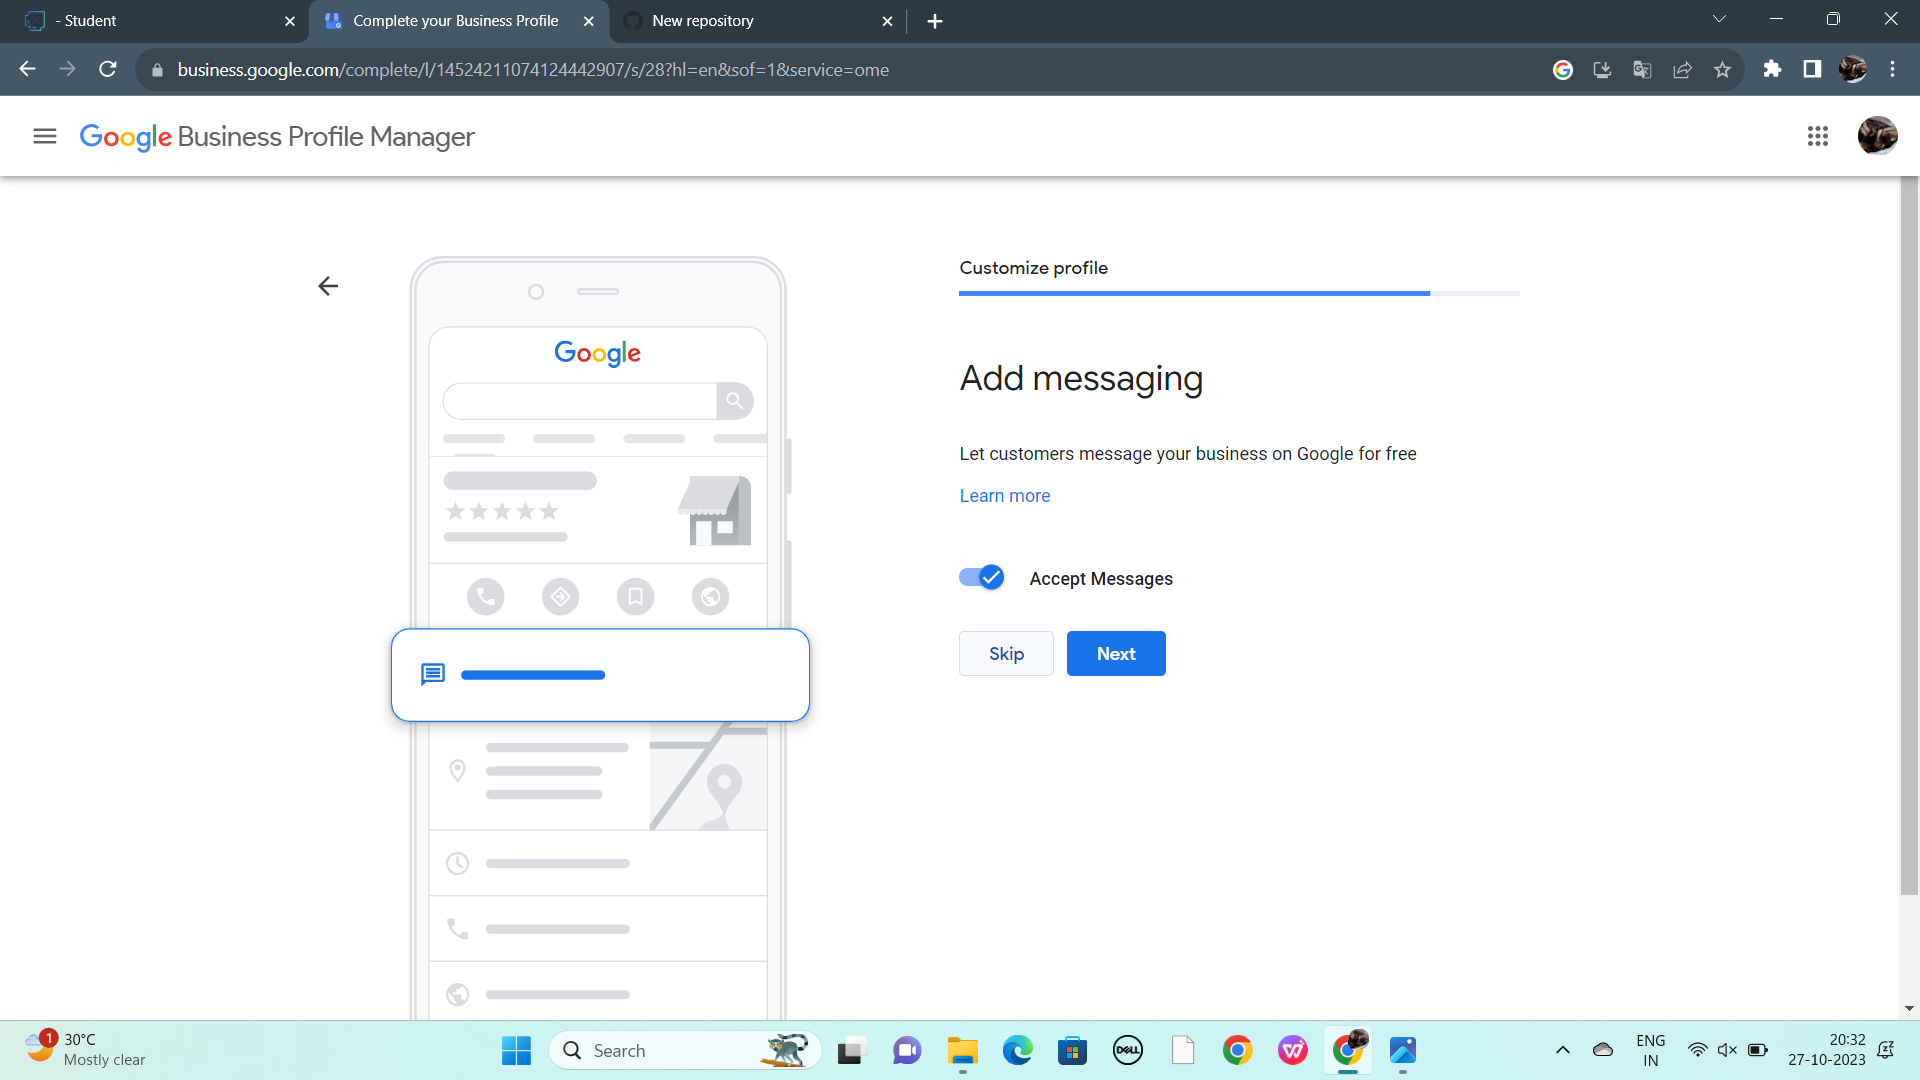 - Student
Complete your Business Profile
New repository
business.google.com/complete/l/14524211074124442907/s/28?hl=en&sof=1&service=ome
Google Business Profile Manager
Customize profile
Google
Add messaging
Let customers message your business on Google for free
Learn more
Accept Messages
Skip
Next
1
30°C
Mostly clear
Search
DELL
ENG
IN
20:32
27-10-2023